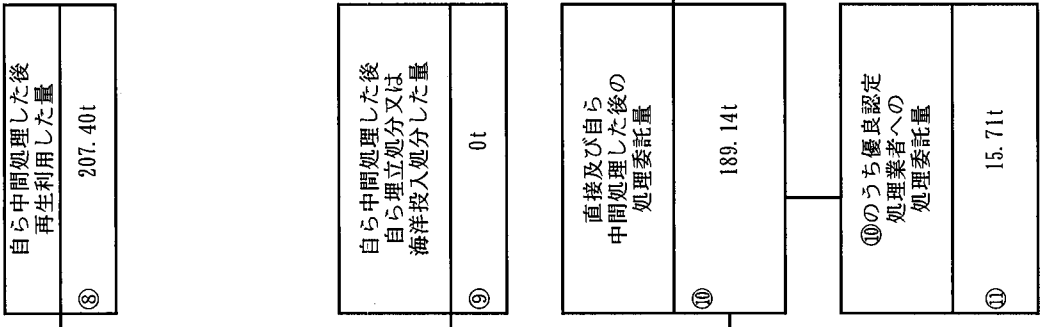 自ら中間処理した後
再生利用した量
⑧
207.40t
自ら中間処理した後
自ら埋立処分又は
海洋投入処分した量
⑨
0t
直接及び自ら
中間処理した後の
処理委託量
⑩
189.14t
⑩のうち優良認定
処理業者への
処理委託量
⑪
15.71t